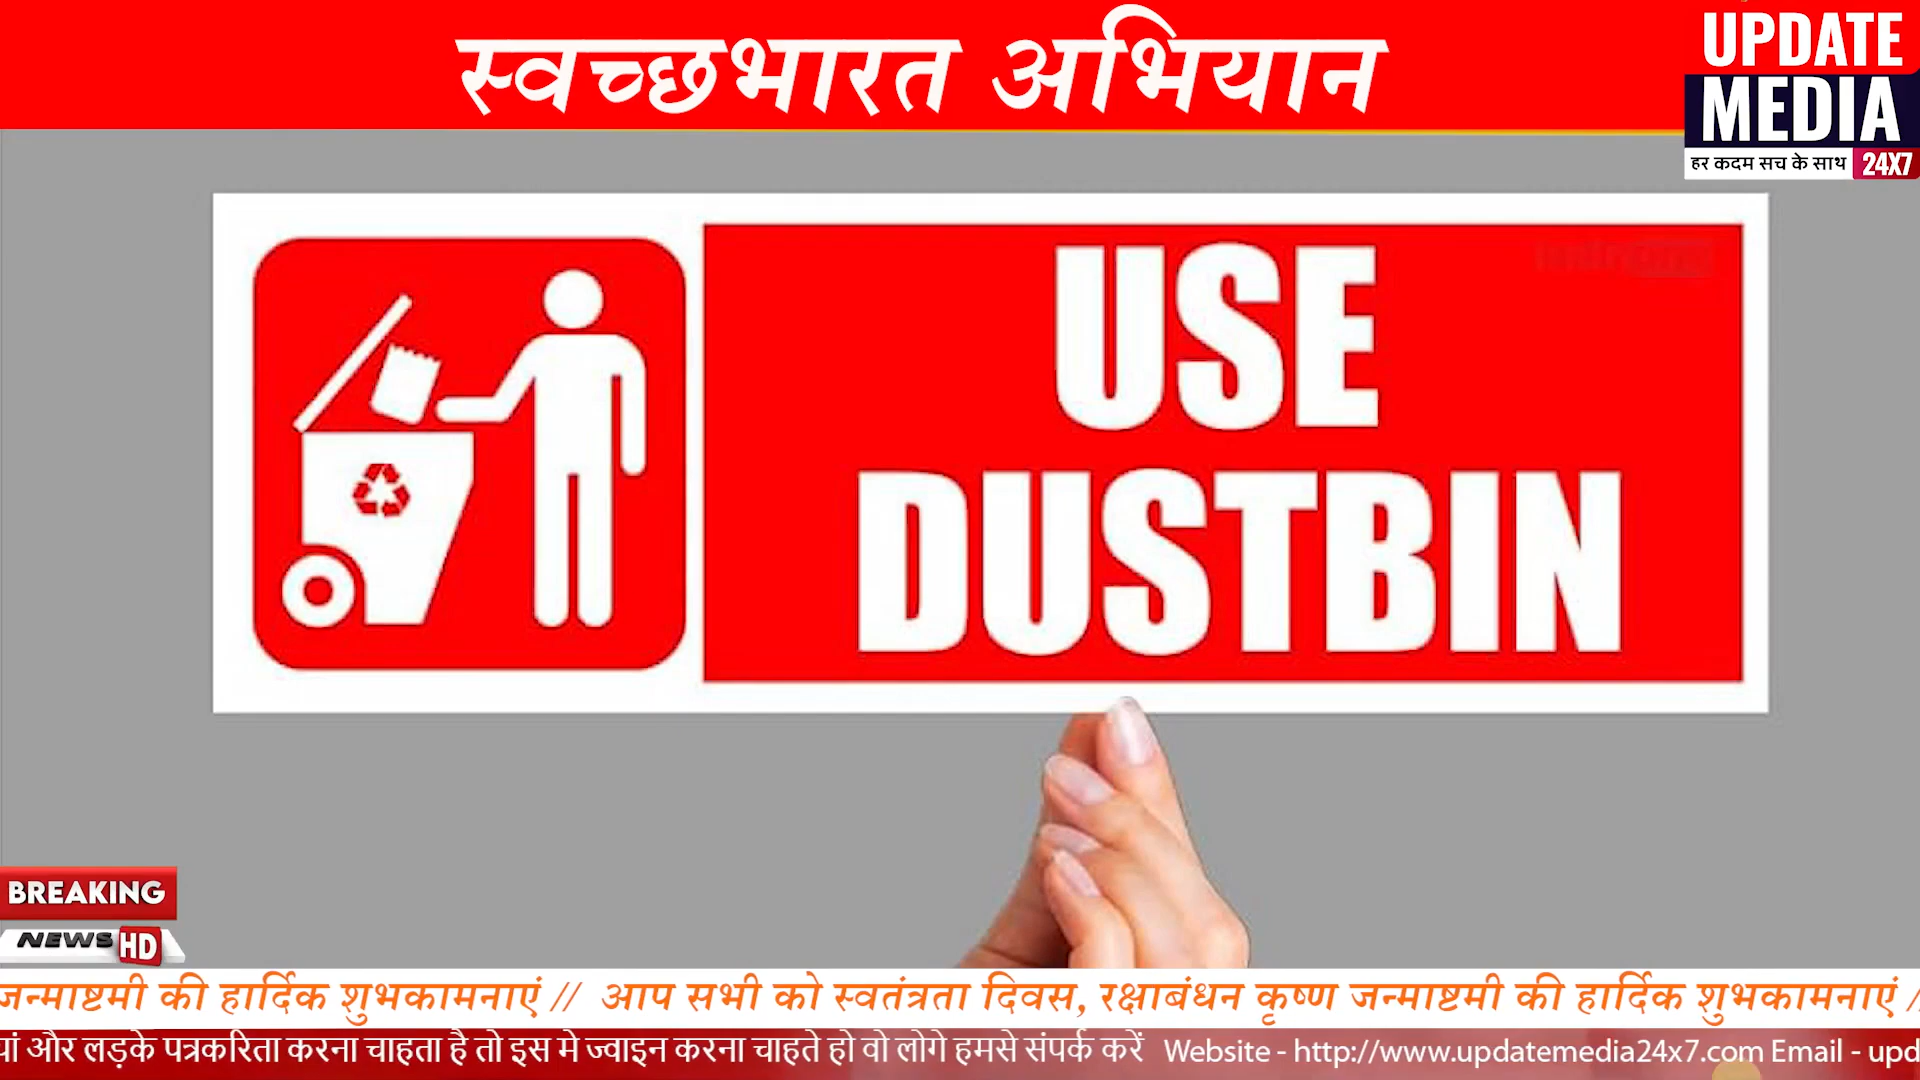 स्वच्छभारत अभियान
UPDATE
MEDIA
हर कदम सच के साथ 24X7
USE
DUSTBIN
BREAKING
NEWS HD
जन्माष्टमी की हार्दिक शुभकामनाएं // आप सभी को स्वतंत्रता दिवस, रक्षाबंधन कृष्ण जन्माष्टमी की हार्दिक शुभकामनाएं /
और लड़के पत्रकरिता करना चाहता है तो इस मे ज्वाइन करना चाहते हो वो लोगे हमसे संपर्क करें Website - http://www.updatemedia24x7.com Email - upd